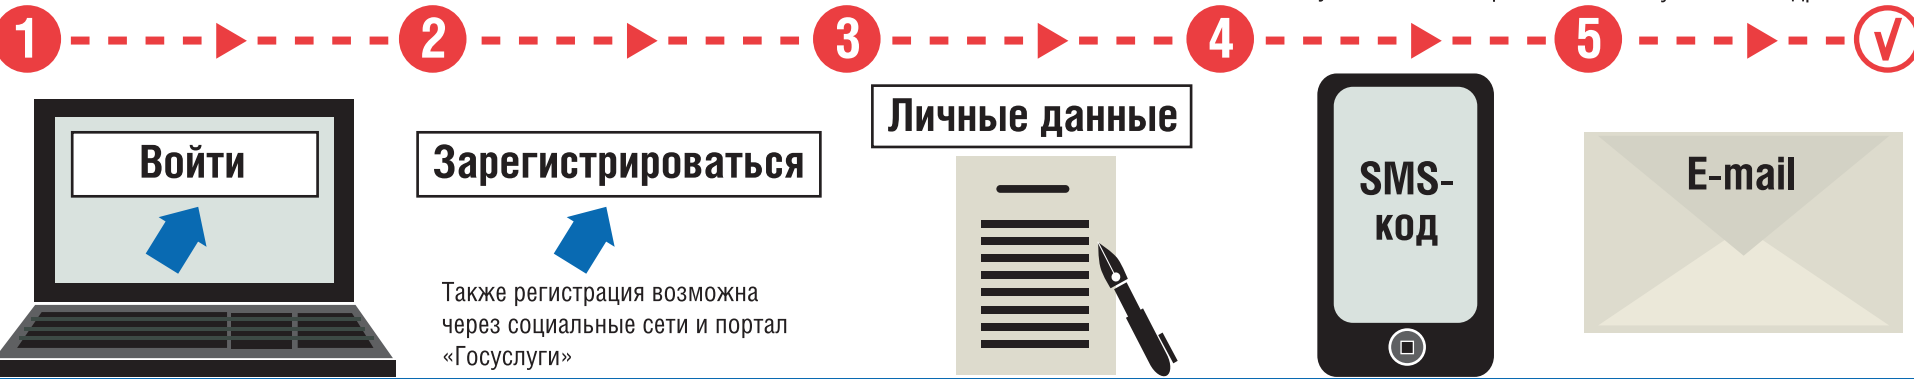 1
2
3
4
5
√
Войти
Зарегистрироваться
Также регистрация возможна
через социальные сети и портал
«Госуслуги»
Личные данные
SMS-
код
E-mail